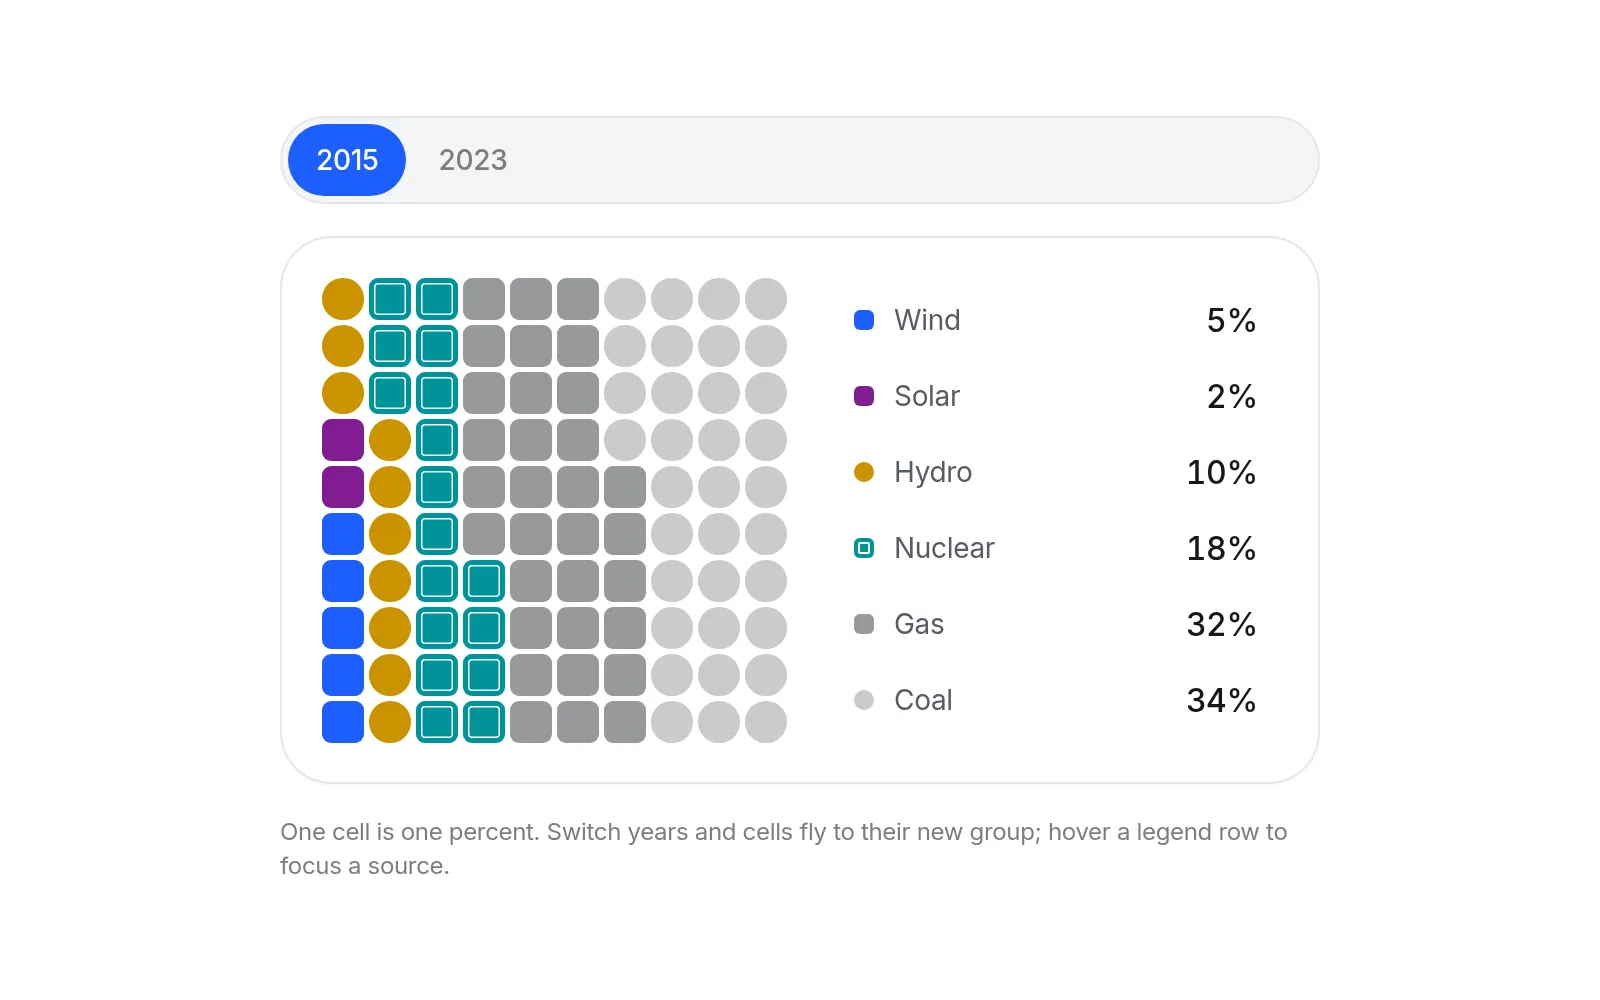 2015 2023
Wind 5%
Solar 2%
Hydro 10%
Nuclear 18%
Gas 32%
Coal 34%
One cell is one percent. Switch years and cells fly to their new group; hover a legend row to
focus a source.